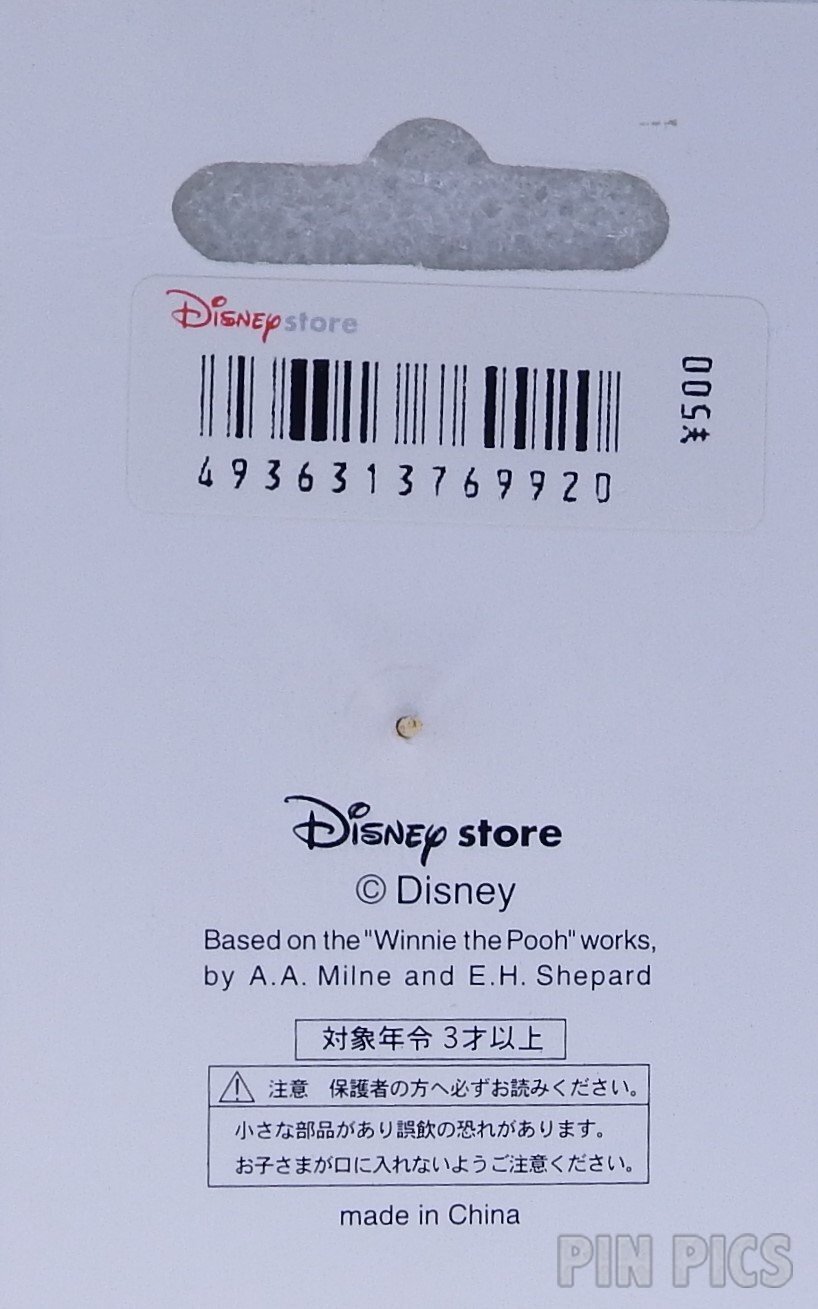 Disney store
¥500
4936313769920
Disney store
© Disney
Based on the "Winnie the Pooh" works,
by A.A. Milne and E.H. Shepard
対象年令 3才以上
注意 保護者の方へ必ずお読みください。
小さな部品があり誤飲の恐れがあります。
お子さまが口に入れないようご注意ください。
made in China
PIN PICS